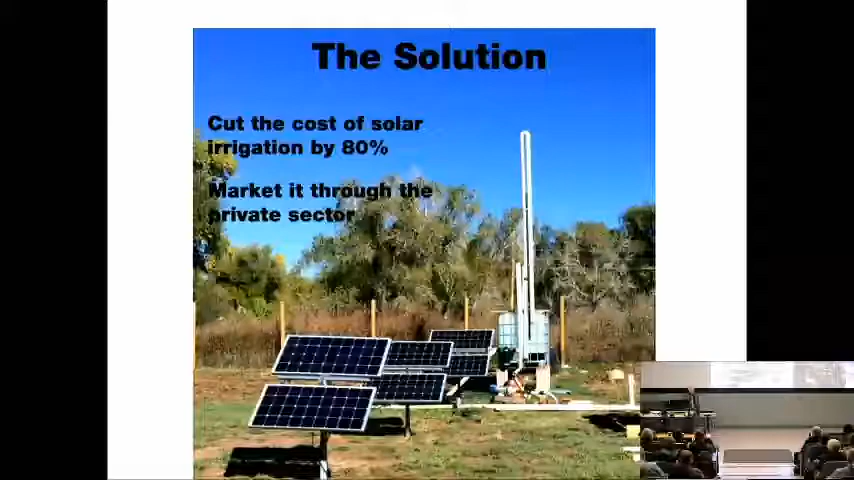 The Solution
Cut the cost of solar
irrigation by 80%
Market it through the
private sector